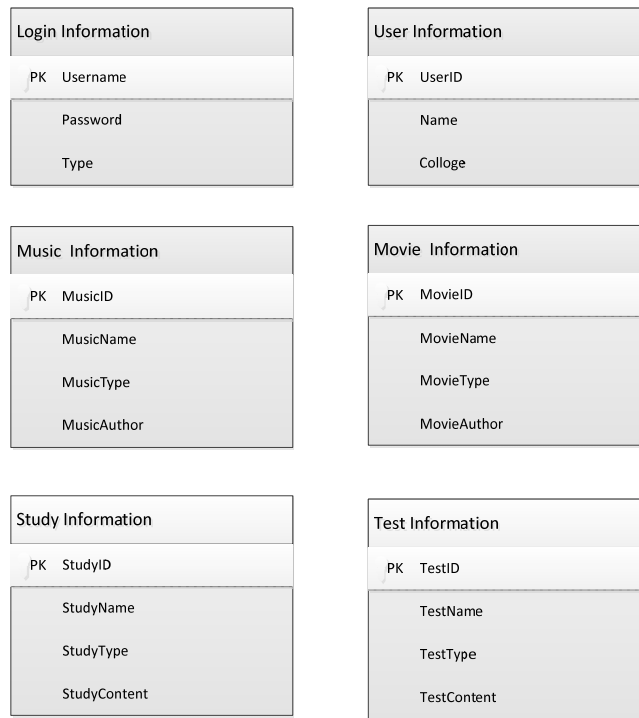 Login Information
PK Username
Password
Type
User Information
PK UserID
Name
Colloge
Music Information
PK MusicID
MusicName
MusicType
MusicAuthor
Movie Information
PK MovieID
MovieName
MovieType
MovieAuthor
Study Information
PK StudyID
StudyName
StudyType
StudyContent
Test Information
PK TestID
TestName
TestType
TestContent